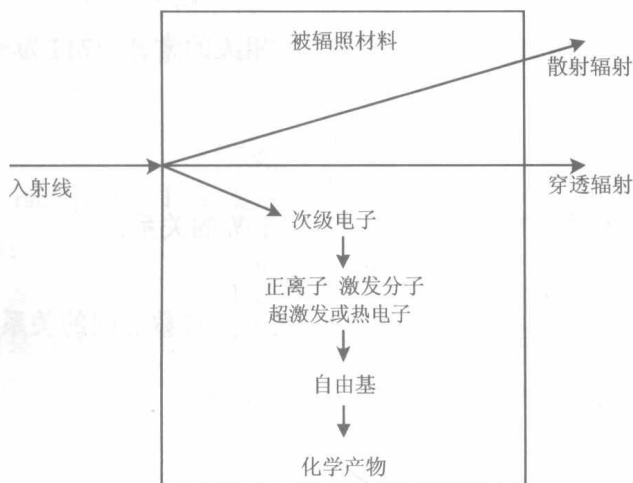 被辐照材料
散射辐射
入射线
穿透辐射
次级电子
正离子 激发分子
超激发或热电子
自由基
化学产物